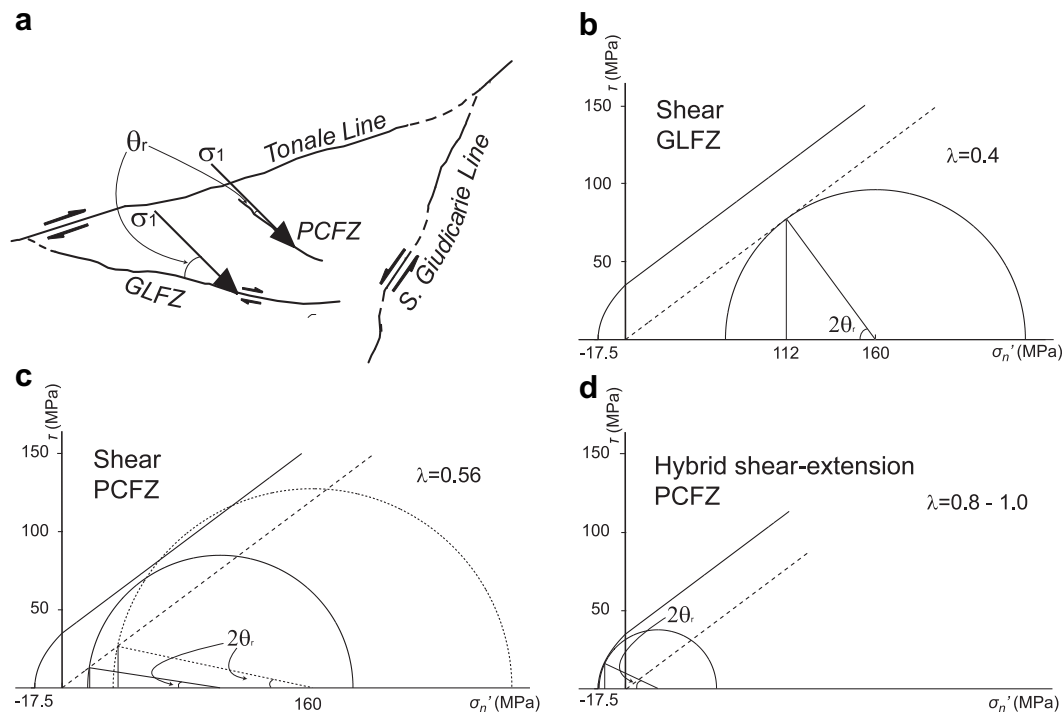 a
θr
σ1
Tonale Line
σ1
PCFZ
GLFZ
S. Giudicarie Line
b
τ (MPa)
150
Shear
GLFZ
λ=0.4
100
50
2θr
-17.5
112
160
σn' (MPa)
c
τ (MPa)
150
Shear
PCFZ
λ=0.56
100
50
2θr
-17.5
160
σn' (MPa)
d
τ (MPa)
150
Hybrid shear-extension
PCFZ
λ=0.8 - 1.0
100
50
2θr
-17.5
σn' (MPa)